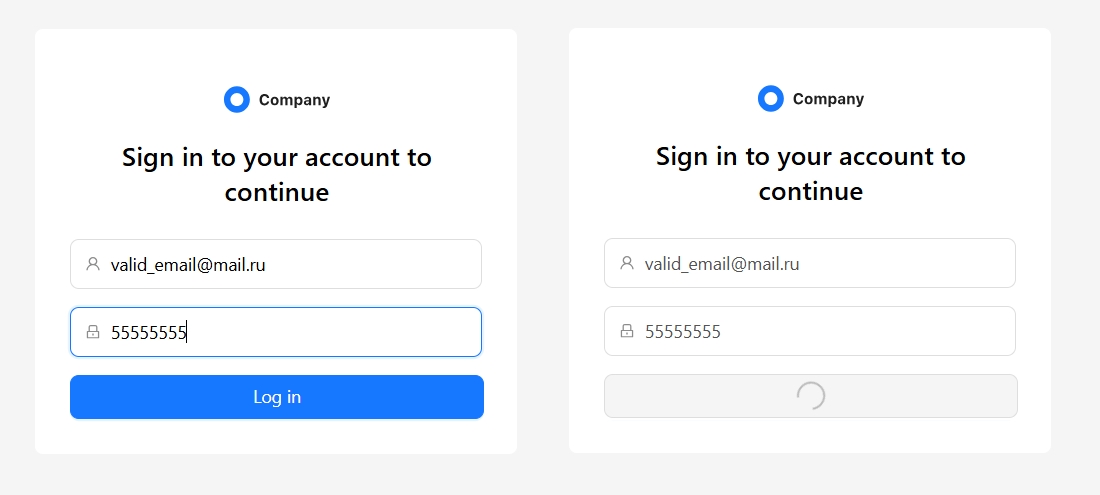 Company
Sign in to your account to
continue
valid_email@mail.ru
55555555
Log in
Company
Sign in to your account to
continue
valid_email@mail.ru
55555555